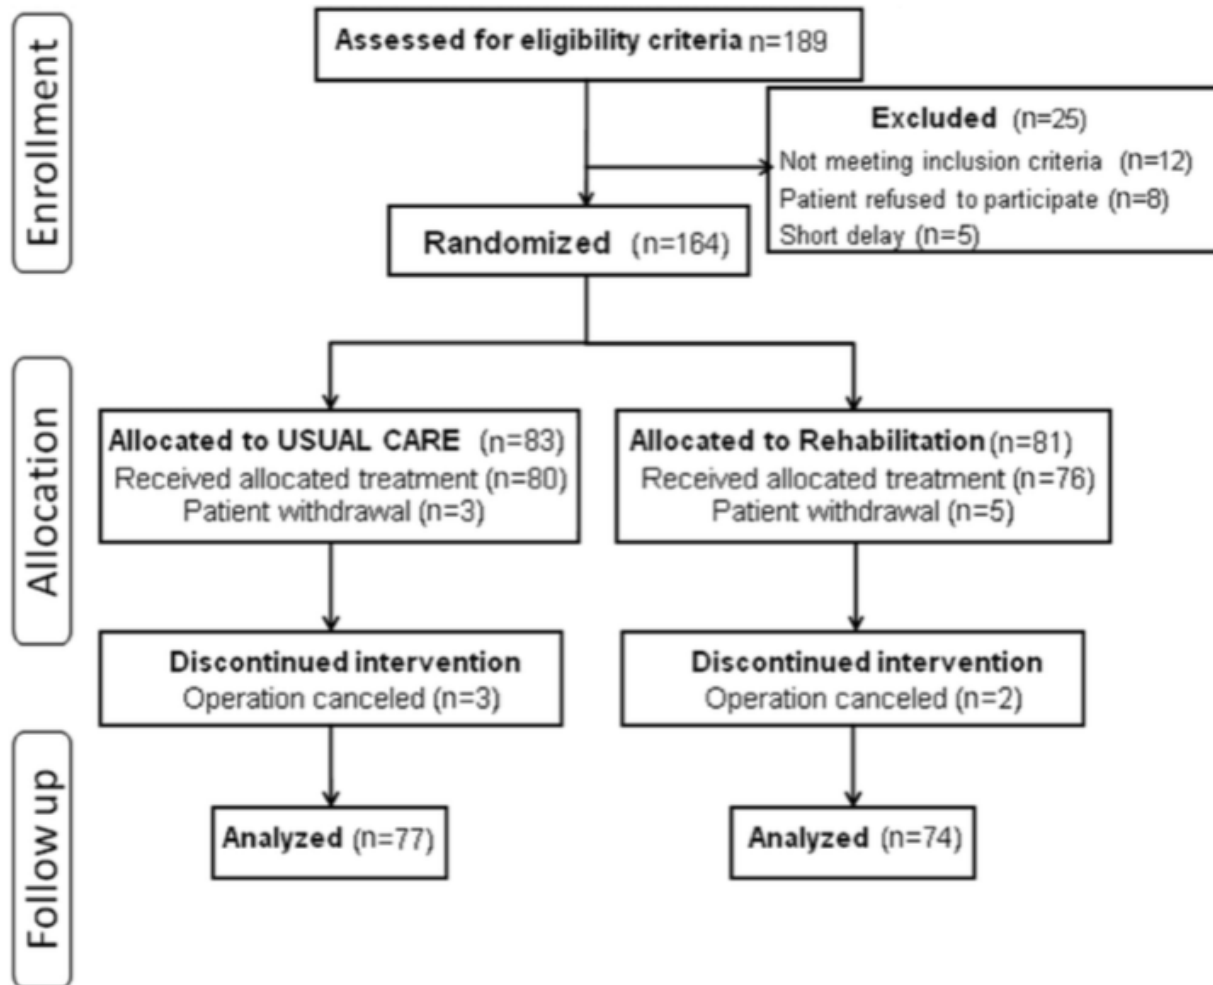 Enrollment
Assessed for eligibility criteria n=189
Excluded (n=25)
Not meeting inclusion criteria (n=12)
Patient refused to participate (n=8)
Short delay (n=5)
Randomized (n=164)
Allocation
Allocated to USUAL CARE (n=83)
Received allocated treatment (n=80)
Patient withdrawal (n=3)
Allocated to Rehabilitation (n=81)
Received allocated treatment (n=76)
Patient withdrawal (n=5)
Discontinued intervention
Operation canceled (n=3)
Discontinued intervention
Operation canceled (n=2)
Follow up
Analyzed (n=77)
Analyzed (n=74)